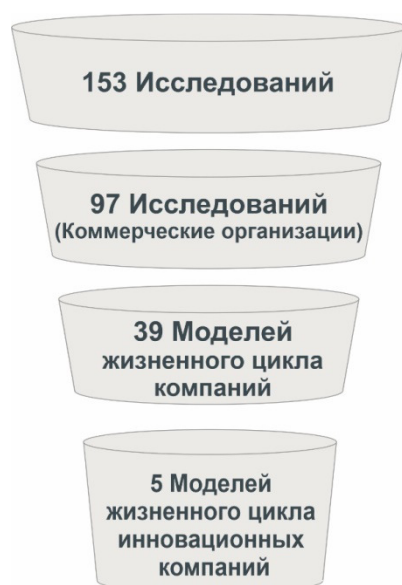 153 Исследований
97 Исследований
(Коммерческие организации)
39 Моделей
жизненного цикла
компаний
5 Моделей
жизненного цикла
инновационных
компаний